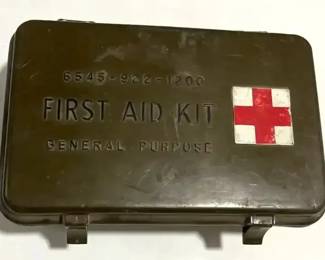 6545-922-1200
FIRST AID KIT
GENERAL PURPOSE